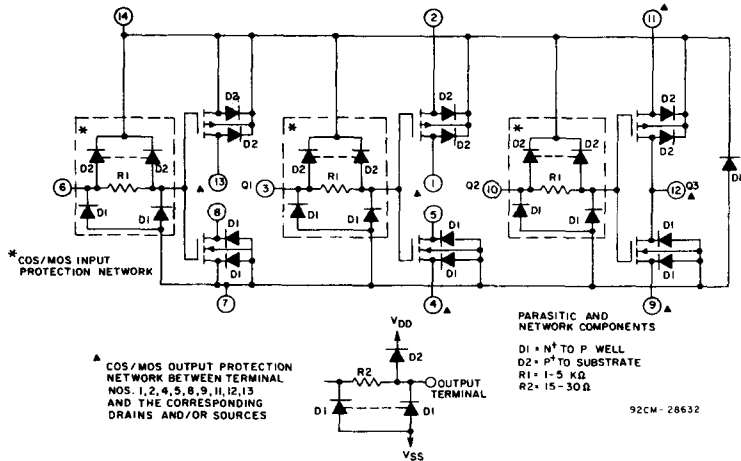 14
2
11 ▲
D2
D2
D2
*
D2
D2
*
D2
D2
*
D2
D2
D2
D2
D2
D2
D2
D2
D1
6
R1
▲
13
Q1
3
R1
▲
1
Q2
10
R1
12
Q3
▲
D1
D1
8
D1
D1
D1
D1
5
D1
D1
D1
D1
D1
D1
7
4 ▲
9 ▲
* COS/MOS INPUT
PROTECTION NETWORK
PARASITIC AND
NETWORK COMPONENTS
D1 = N+ TO P WELL
D2 = P+ TO SUBSTRATE
R1 = 1-5 KΩ
R2 = 15-30Ω
▲ COS/MOS OUTPUT PROTECTION
NETWORK BETWEEN TERMINAL
NOS. 1,2,4,5,8,9,11,12,13
AND THE CORRESPONDING
DRAINS AND/OR SOURCES
VDD
D2
R2
OUTPUT
TERMINAL
D1
D1
VSS
92CM-28632